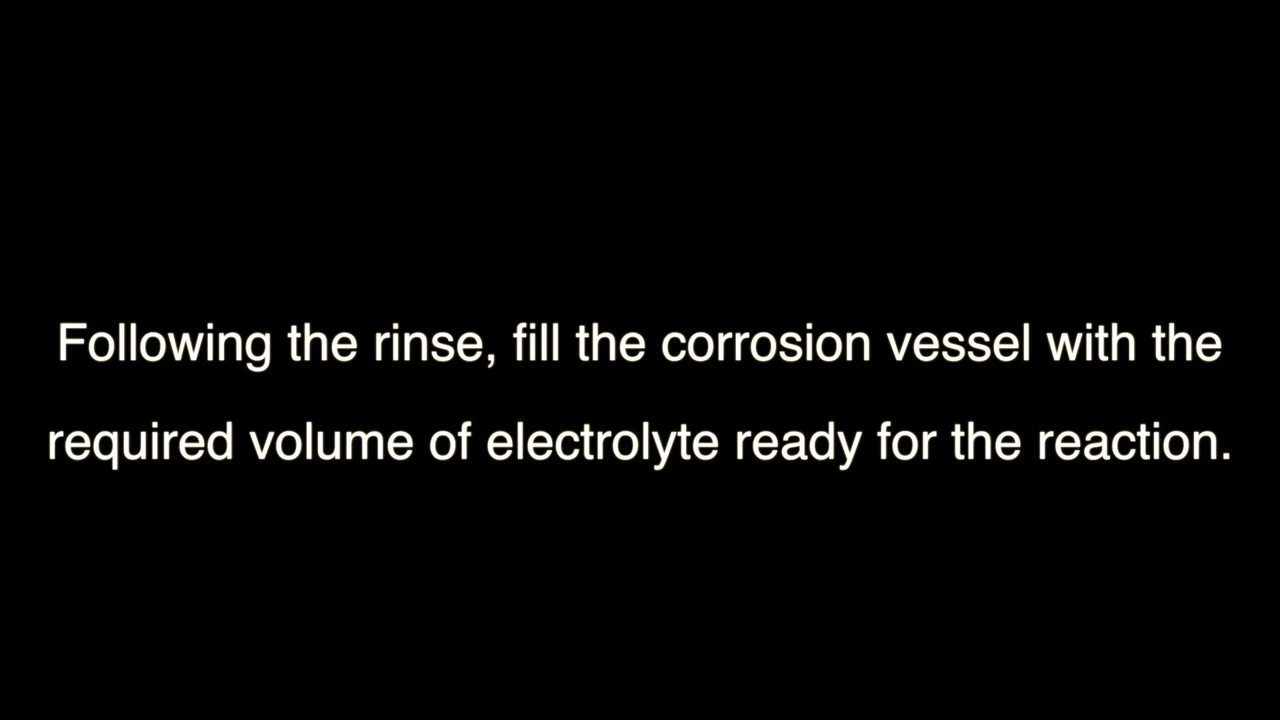 Following the rinse, fill the corrosion vessel with the
required volume of electrolyte ready for the reaction.